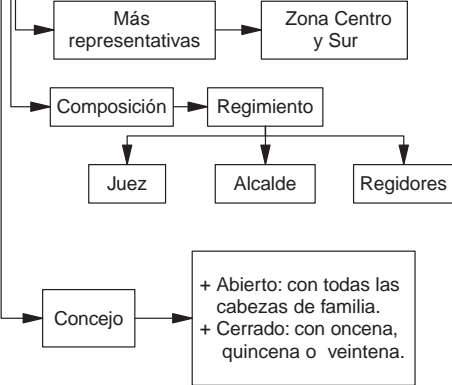 Más
representativas
Zona Centro
y Sur
Composición
Regimiento
Juez
Alcalde
Regidores
Concejo
+ Abierto: con todas las
cabezas de familia.
+ Cerrado: con oncena,
quincena o veintena.